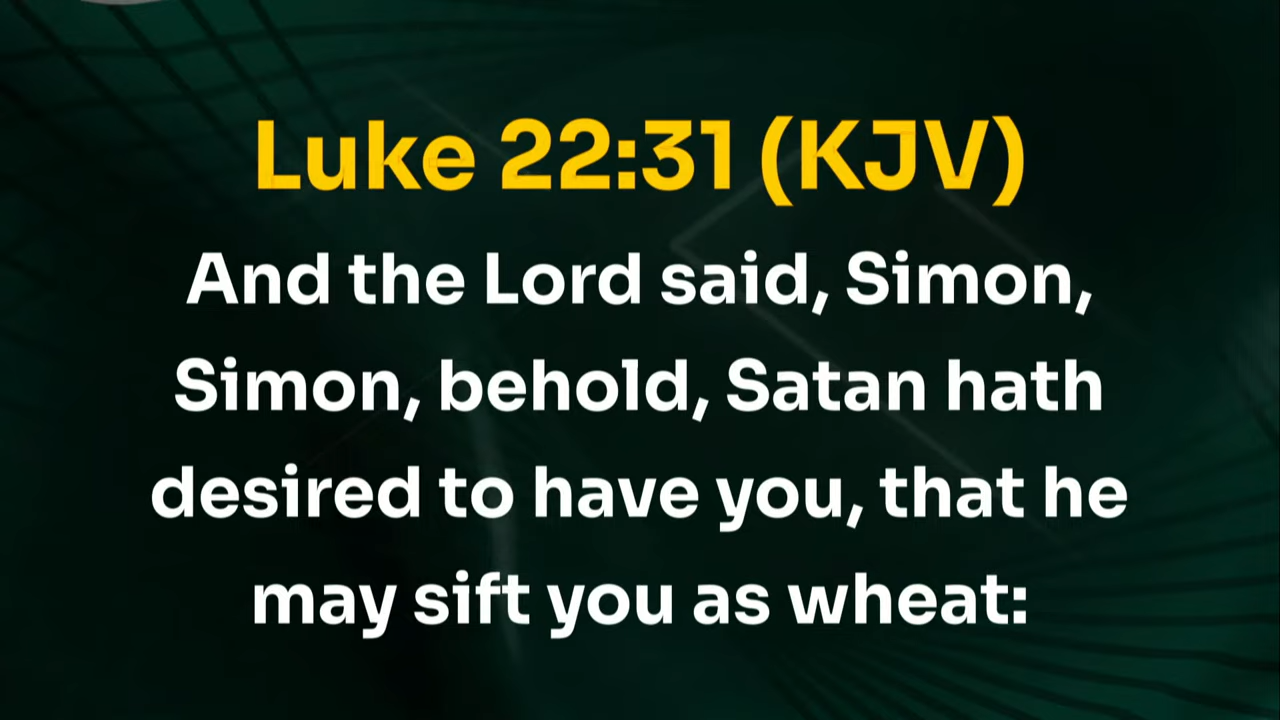 Luke 22:31 (KJV)
And the Lord said, Simon,
Simon, behold, Satan hath
desired to have you, that he
may sift you as wheat: